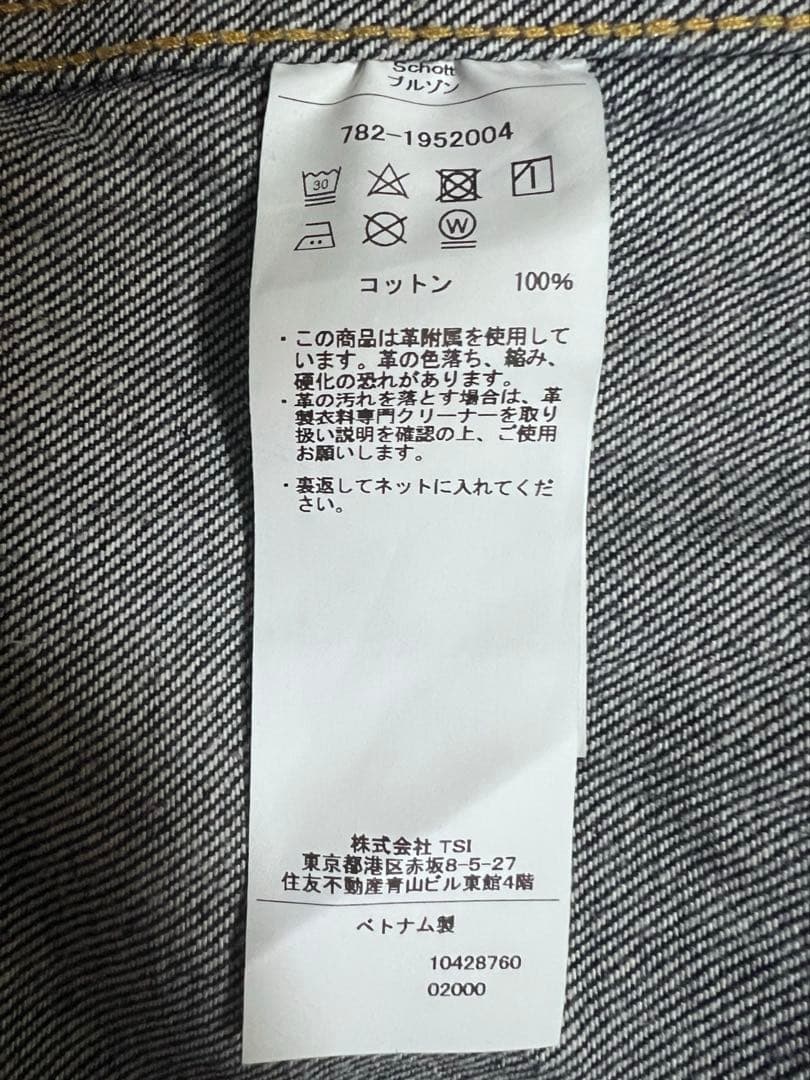 Schott
ブルゾン
782-1952004
30
W
コットン 100%
・この商品は革附属を使用して
います。革の色落ち、縮み、
硬化の恐れがあります。
・革の汚れを落とす場合は、革
製衣料専門クリーナーを取り
扱い説明を確認の上、ご使用
お願いします。
・裏返してネットに入れてくだ
さい。
株式会社 TSI
東京都港区赤坂8-5-27
住友不動産青山ビル東館4階
ベトナム製
10428760
02000